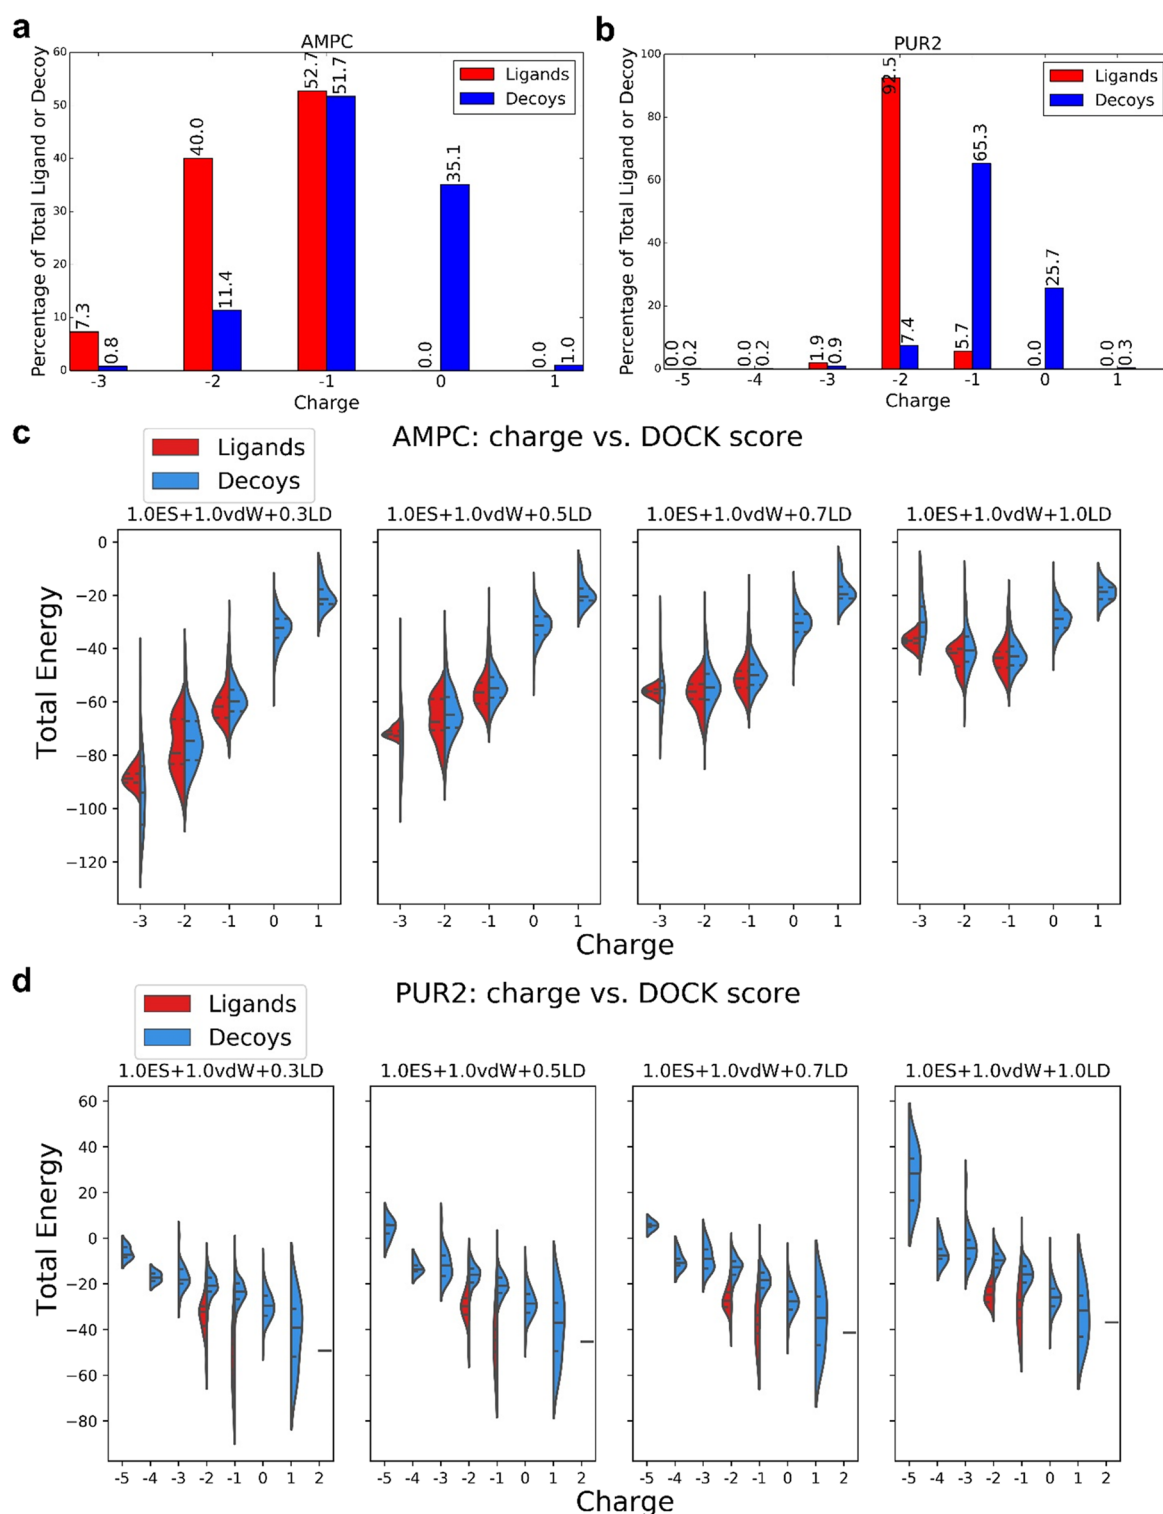 a
AMPC
Percentage of Total Ligand or Decoy
60
50
40
30
20
10
0
Ligands
Decoys
7.3
0.8
40.0
11.4
52.7
51.7
0.0
35.1
0.0
1.0
-3 -2 -1 0 1
Charge
b
PUR2
Percentage of Total Ligand or Decoy
100
80
60
40
20
0
Ligands
Decoys
0.0
0.2
0.0
0.2
1.9
0.9
92.5
7.4
5.7
65.3
0.0
25.7
0.0
0.3
-5 -4 -3 -2 -1 0 1
Charge
c
Ligands
Decoys
AMPC: charge vs. DOCK score
1.0ES+1.0vdW+0.3LD 1.0ES+1.0vdW+0.5LD 1.0ES+1.0vdW+0.7LD 1.0ES+1.0vdW+1.0LD
Total Energy
0
−20
−40
−60
−80
−100
−120
-3 -2 -1 0 1 -3 -2 -1 0 1 -3 -2 -1 0 1 -3 -2 -1 0 1
Charge
d
Ligands
Decoys
PUR2: charge vs. DOCK score
1.0ES+1.0vdW+0.3LD 1.0ES+1.0vdW+0.5LD 1.0ES+1.0vdW+0.7LD 1.0ES+1.0vdW+1.0LD
Total Energy
60
40
20
0
−20
−40
−60
−80
-5 -4 -3 -2 -1 0 1 2 -5 -4 -3 -2 -1 0 1 2 -5 -4 -3 -2 -1 0 1 2 -5 -4 -3 -2 -1 0 1 2
Charge